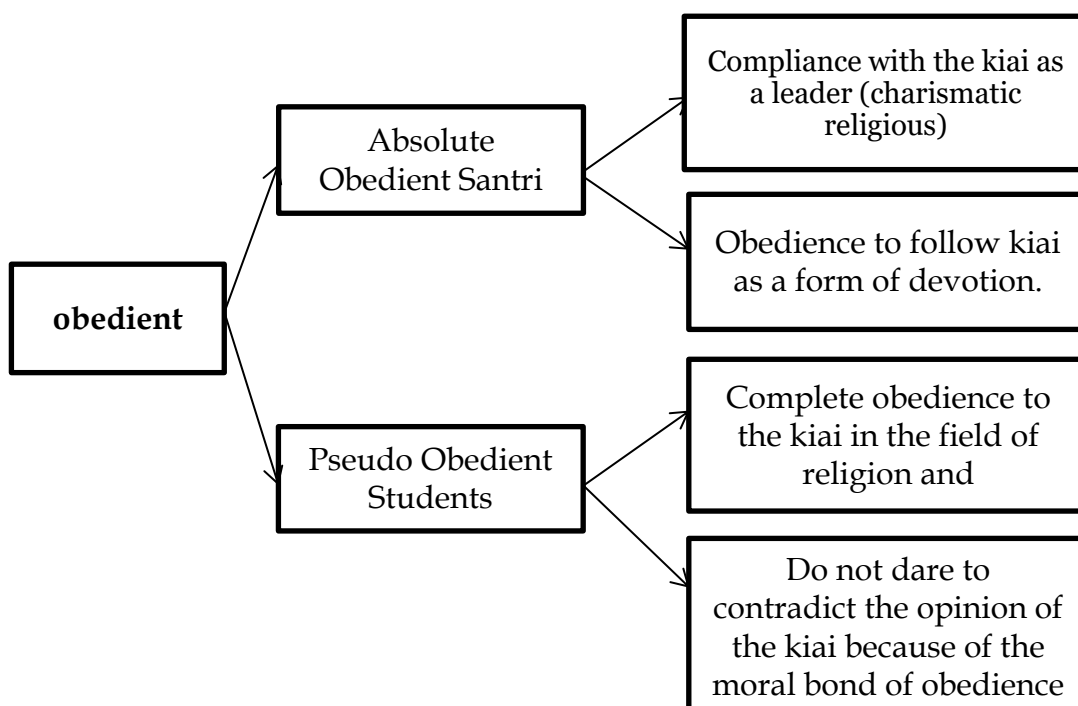 Compliance with the kiai as
a leader (charismatic
religious)
Absolute
Obedient Santri
Obedience to follow kiai
as a form of devotion.
obedient
Complete obedience to
the kiai in the field of
religion and
Pseudo Obedient
Students
Do not dare to
contradict the opinion of
the kiai because of the
moral bond of obedience